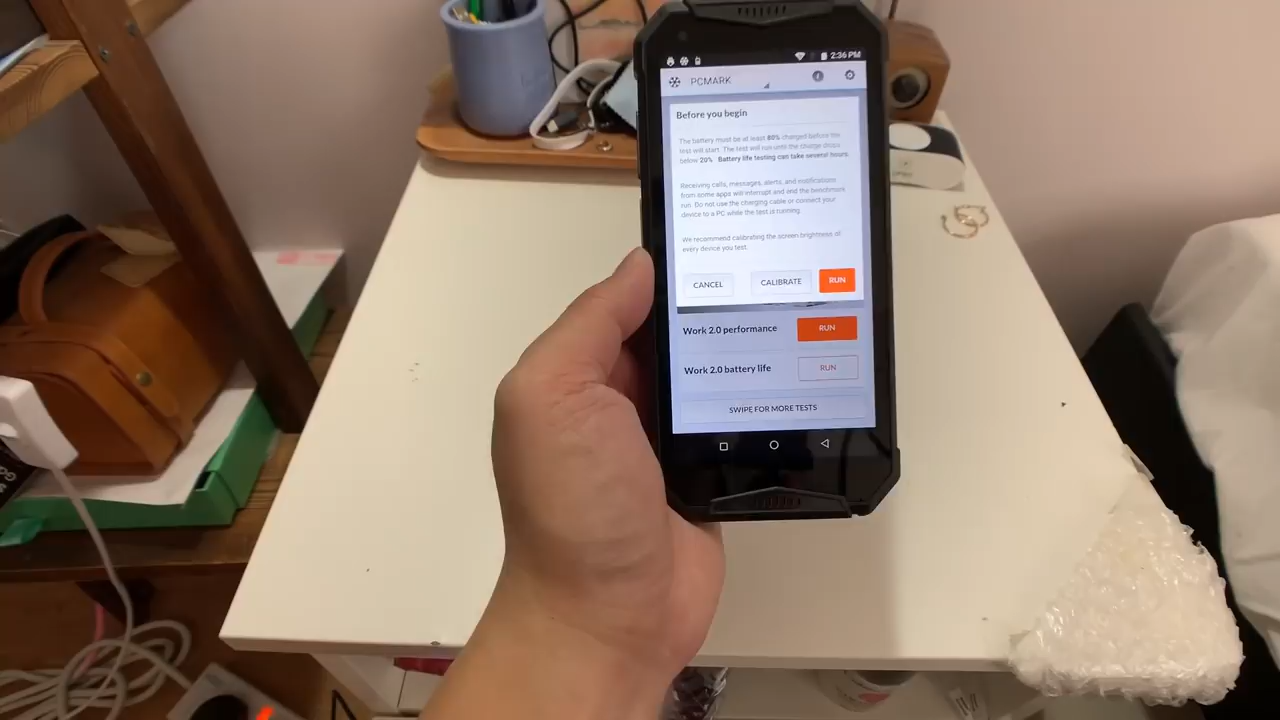 2:36 PM
PCMARK
Before you begin
The battery must be at least 80% charged before the
test will start. The test will run until the charge drops
below 20%. Battery life testing can take several hours.
Receiving calls, messages, alerts, and notifications
from some apps will interrupt and end the benchmark
run. Do not use the charging cable or connect your
device to a PC while the test is running.
We recommend calibrating the screen brightness of
every device you test.
CANCEL CALIBRATE RUN
Work 2.0 performance RUN
Work 2.0 battery life RUN
SWIPE FOR MORE TESTS